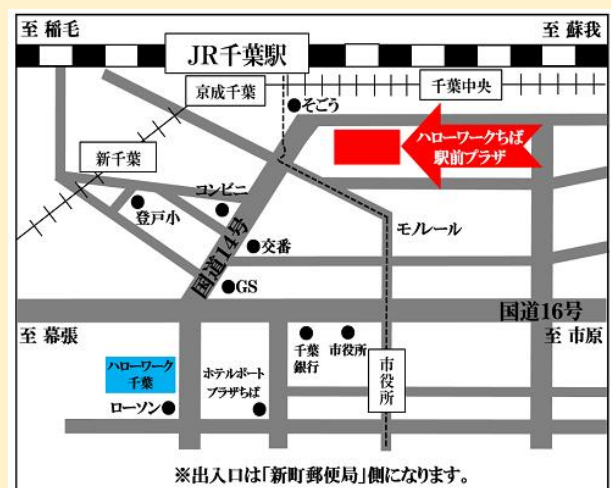 至 稲毛
至 蘇我
JR千葉駅
京成千葉
千葉中央
そごう
ハローワークちば
駅前プラザ
新千葉
コンビニ
登戸小
モノレール
国道14号
交番
GS
国道16号
至 幕張
至 市原
千葉
銀行
市役所
市役所
ハローワーク
千葉
ホテルポート
プラザちば
ローソン
※出入口は「新町郵便局」側になります。